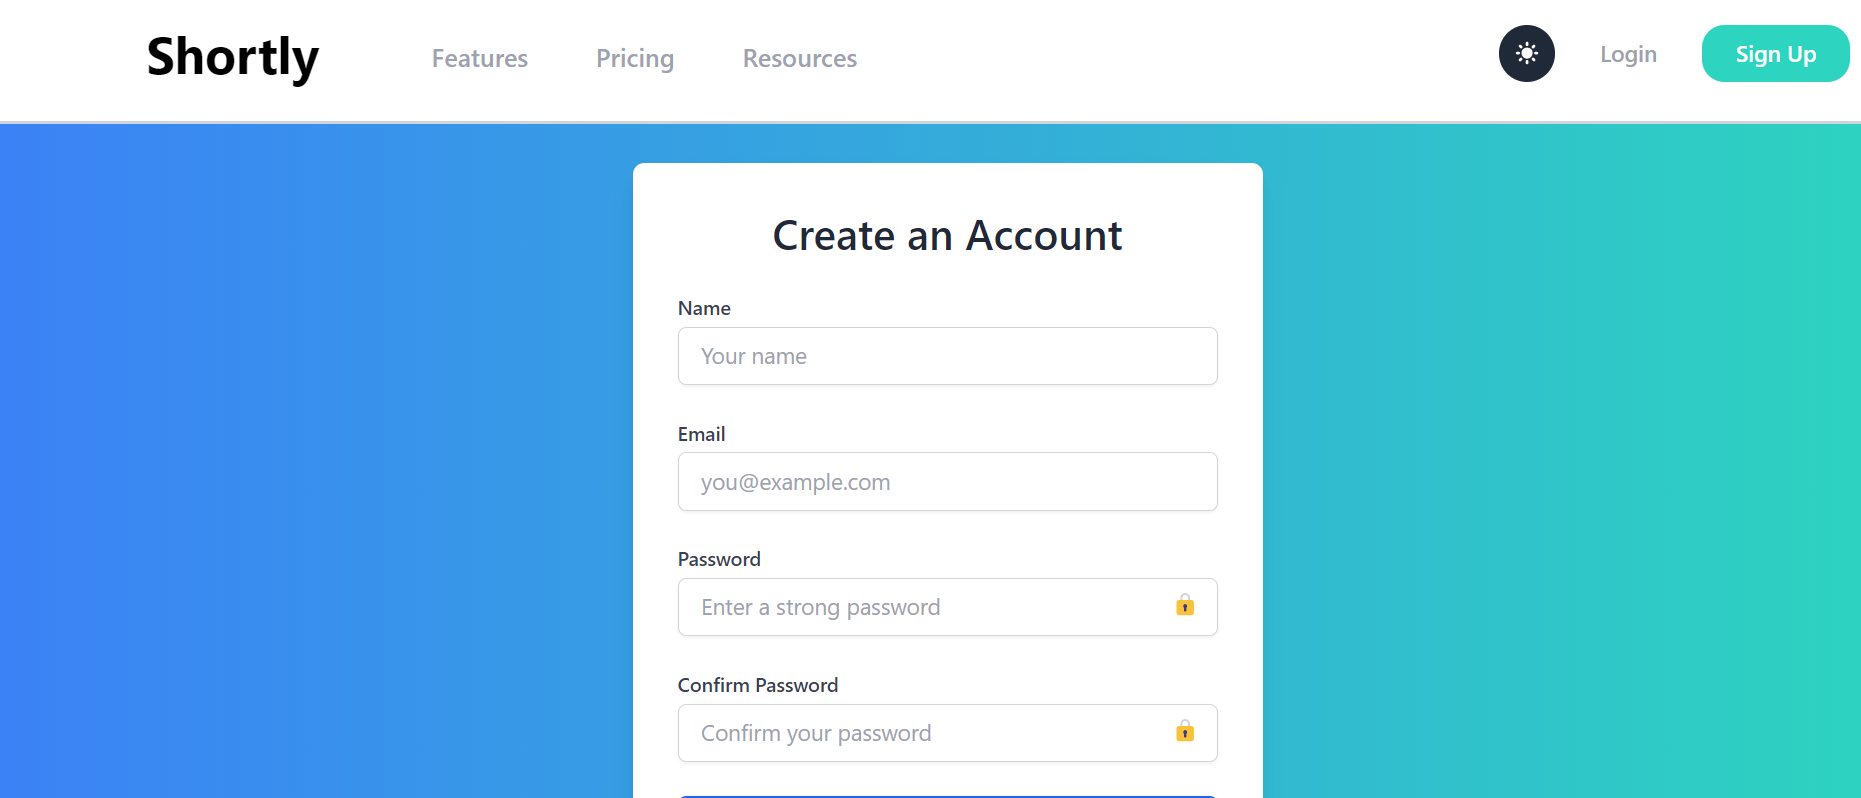 Shortly
Features
Pricing
Resources
Login
Sign Up
Create an Account
Name
Your name
Email
you@example.com
Password
Enter a strong password
Confirm Password
Confirm your password